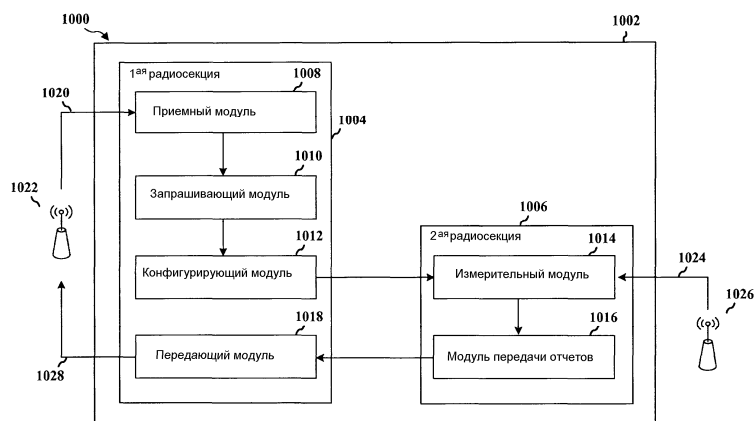 1000
1002
1ая радиосекция
1008
1020
Приемный модуль
1004
1010
1022
Запрашивающий модуль
1006
1012
2ая радиосекция
1014
1024
Конфигурирующий модуль
Измерительный модуль
1026
1018
1016
Передающий модуль
Модуль передачи отчетов
1028